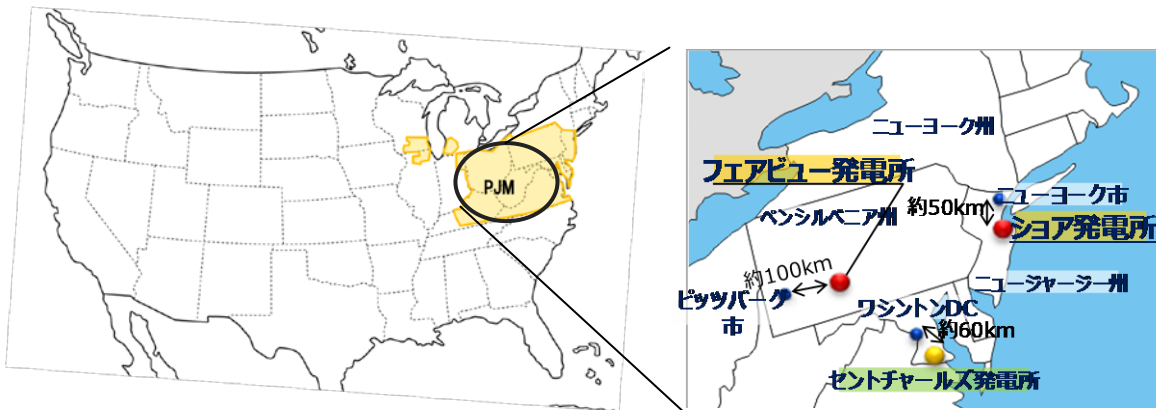 PJM
ニューヨーク州
フェアビュー発電所
ニューヨーク市
ペンシルベニア州
約50km
ショア発電所
約100km
ニュージャージー州
ピッツバーグ
市
ワシントンDC
約60km
セントチャールズ発電所